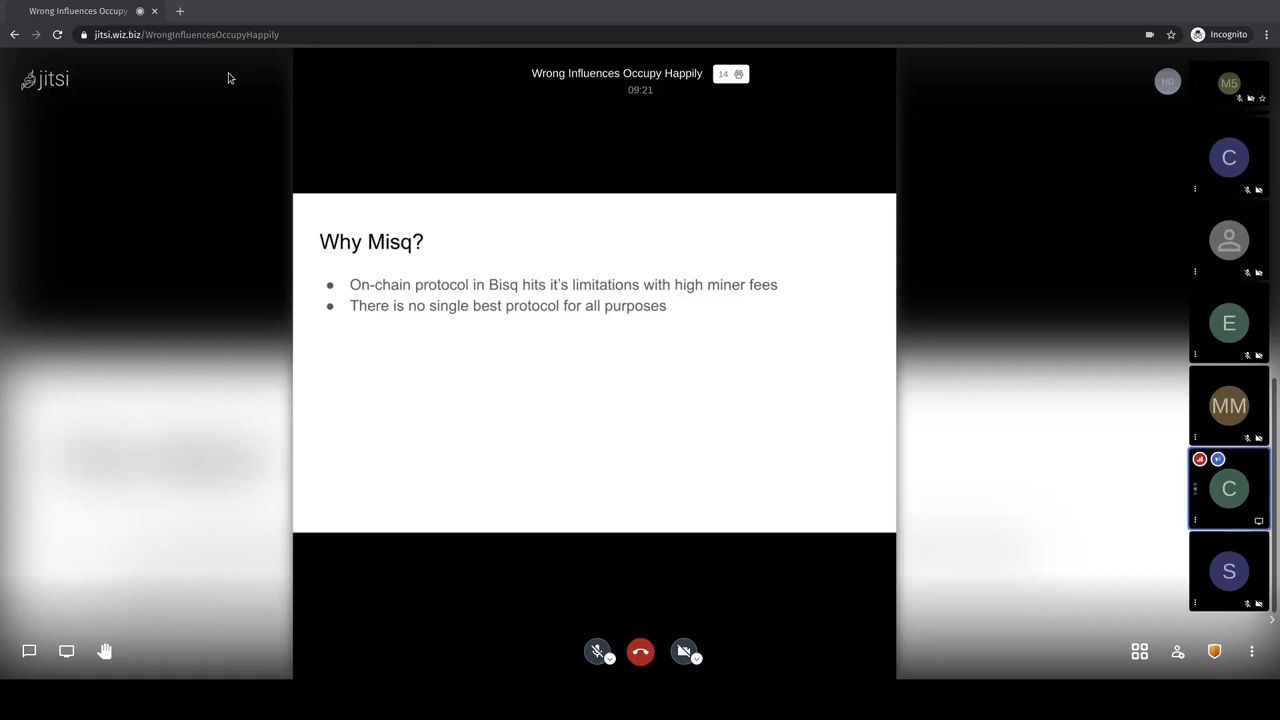 Wrong Influences Occupy
jitsi.wiz.biz/WrongInfluencesOccupyHappily
Incognito
jitsi
Wrong Influences Occupy Happily
14
09:21
HD
M5
C
Why Misq?
● On-chain protocol in Bisq hits it's limitations with high miner fees
● There is no single best protocol for all purposes
E
MM
C
S